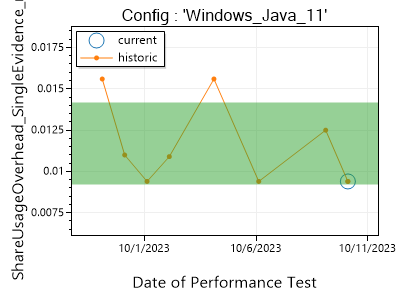 Config : 'Windows_Java_11'
ShareUsageOverhead_SingleEvidence_
current
historic
0.0175
0.015
0.0125
0.01
0.0075
10/1/2023
10/6/2023
10/11/2023
Date of Performance Test